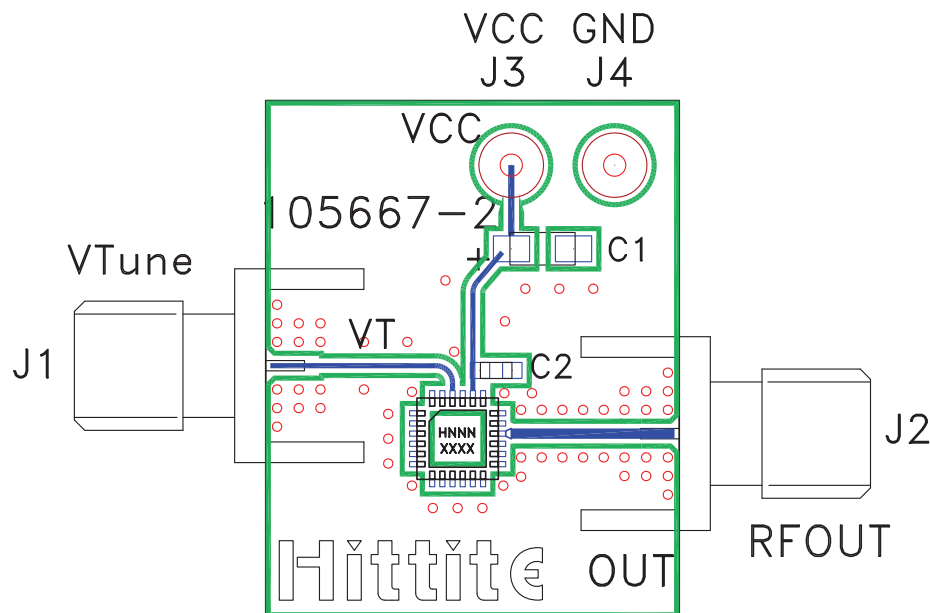 VCC GND
J3 J4
VCC
105667-2
+
C1
VTune
VT
J1
C2
HNNN
XXXX
J2
RFOUT
OUT
Hittite